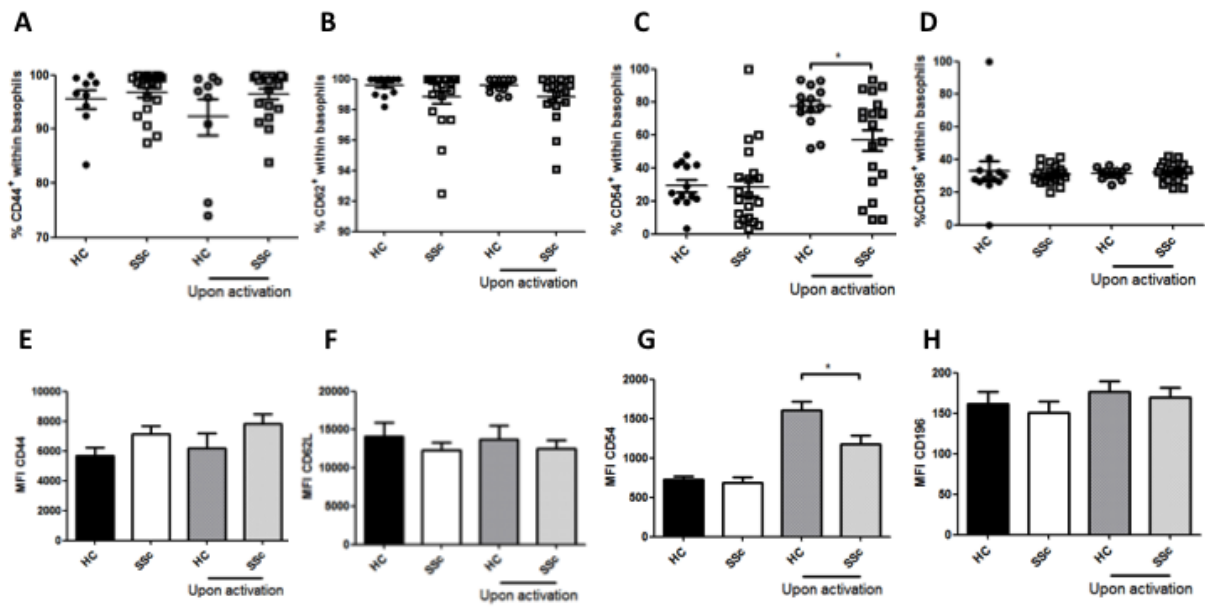 A
% CD44+ within basophils
100
90
80
70
HC
SSc
HC
SSc
Upon activation
B
% CD62+ within basophils
100
98
96
94
92
90
HC
SSc
HC
SSc
Upon activation
C
% CD54+ within basophils
100
80
60
40
20
0
*
HC
SSc
HC
SSc
Upon activation
D
%CD196+ within basophils
100
80
60
40
20
0
HC
SSc
HC
SSc
Upon activation
E
MFI CD44
10000
8000
6000
4000
2000
0
HC
SSc
HC
SSc
Upon activation
F
MFI CD62L
20000
15000
10000
5000
0
HC
SSc
HC
SSc
Upon activation
G
MFI CD54
2000
1500
1000
500
0
*
HC
SSc
HC
SSc
Upon activation
H
MFI CD196
200
150
100
50
0
HC
SSc
HC
SSc
Upon activation